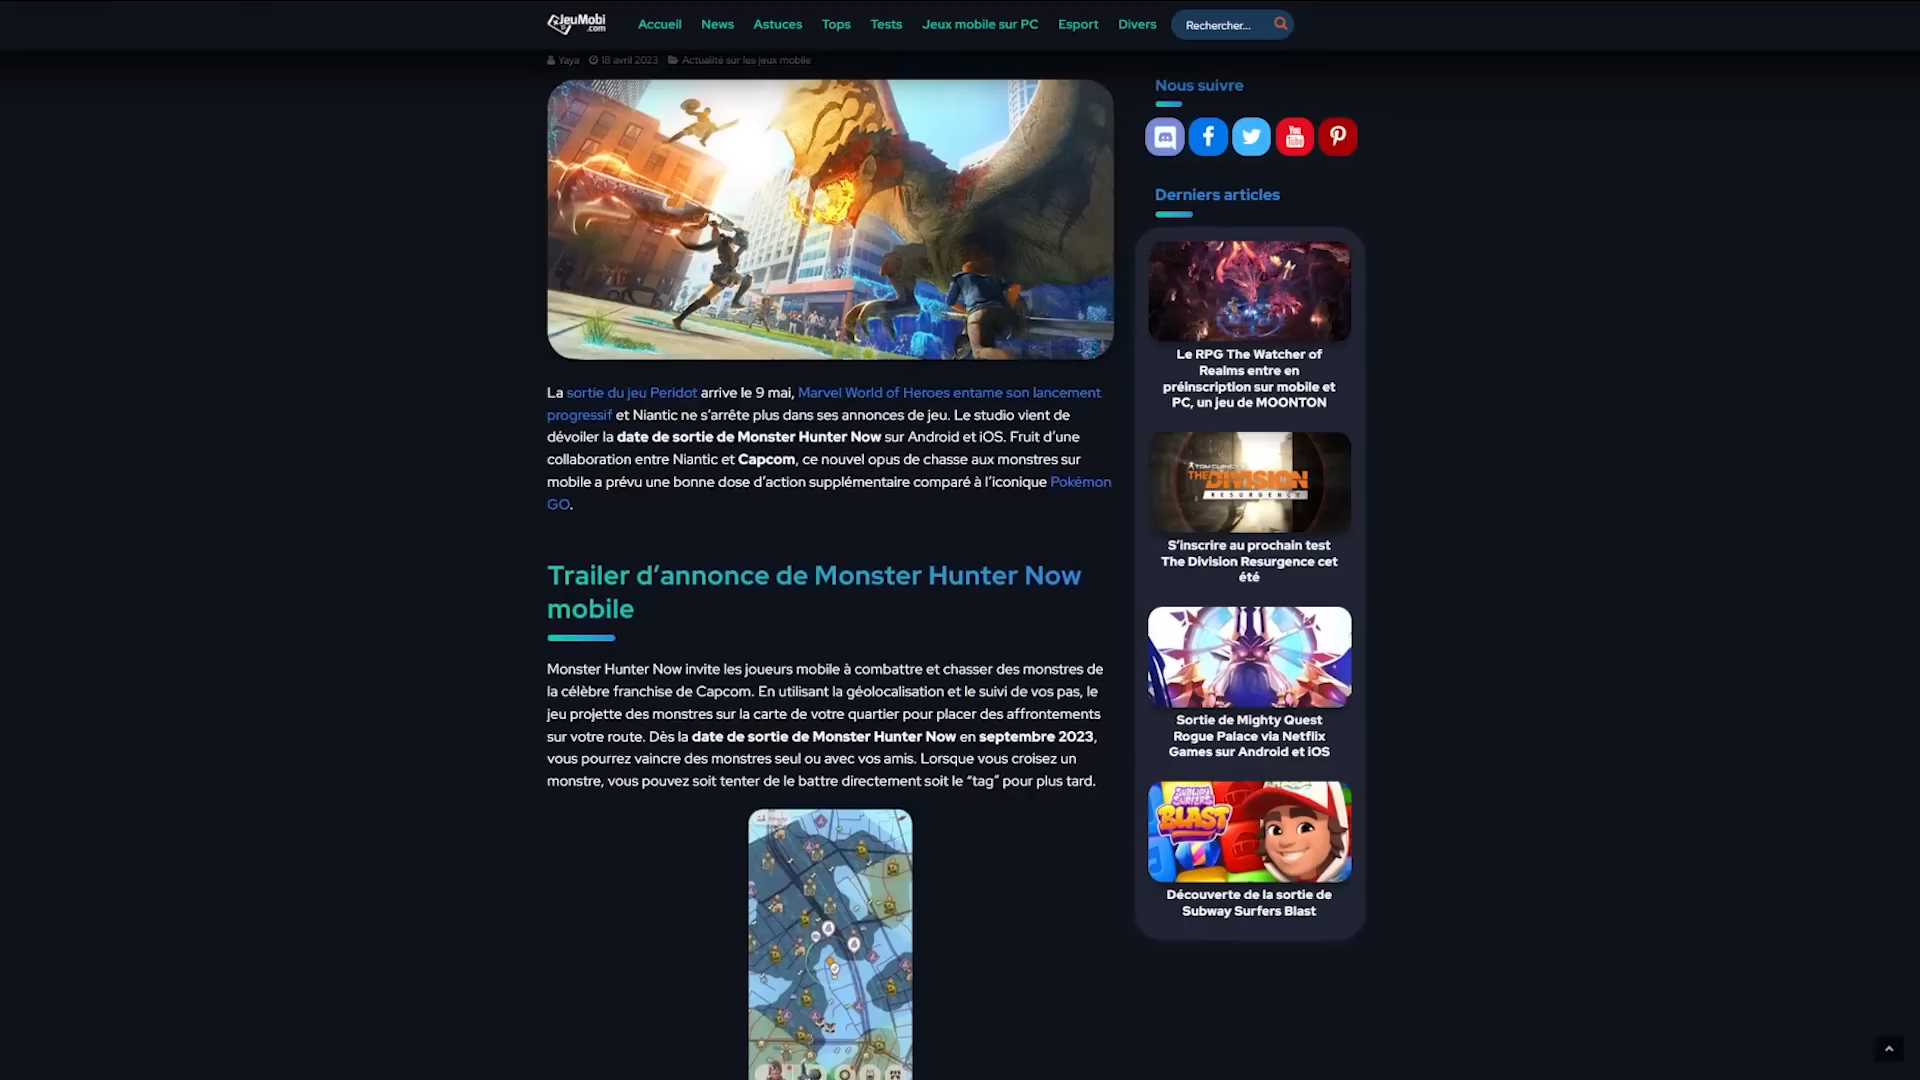 JeuMobi
.com
Accueil News Astuces Tops Tests Jeux mobile sur PC Esport Divers Rechercher...
Yaya 18 avril 2023 Actualité sur les jeux mobile
La sortie du jeu Peridot arrive le 9 mai, Marvel World of Heroes entame son lancement
progressif et Niantic ne s’arrête plus dans ses annonces de jeu. Le studio vient de
dévoiler la date de sortie de Monster Hunter Now sur Android et iOS. Fruit d’une
collaboration entre Niantic et Capcom, ce nouvel opus de chasse aux monstres sur
mobile a prévu une bonne dose d’action supplémentaire comparé à l’iconique Pokémon
GO.
Trailer d’annonce de Monster Hunter Now
mobile
Monster Hunter Now invite les joueurs mobile à combattre et chasser des monstres de
la célèbre franchise de Capcom. En utilisant la géolocalisation et le suivi de vos pas, le
jeu projette des monstres sur la carte de votre quartier pour placer des affrontements
sur votre route. Dès la date de sortie de Monster Hunter Now en septembre 2023,
vous pourrez vaincre des monstres seul ou avec vos amis. Lorsque vous croisez un
monstre, vous pouvez soit tenter de le battre directement soit le “tag” pour plus tard.
Nous suivre
You
Tube
Derniers articles
Le RPG The Watcher of
Realms entre en
préinscription sur mobile et
PC, un jeu de MOONTON
TOM CLANCY'S
THE DIVISION
RESURGENCE
S’inscrire au prochain test
The Division Resurgence cet
été
Sortie de Mighty Quest
Rogue Palace via Netflix
Games sur Android et iOS
SUBWAY
SURFERS
BLAST
Découverte de la sortie de
Subway Surfers Blast